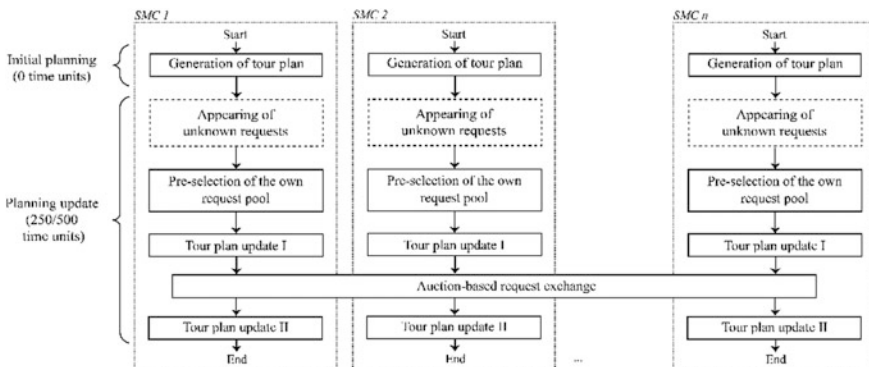 SMC 1
SMC 2
SMC n
Start
Start
Start
Initial planning
(0 time units)
Generation of tour plan
Generation of tour plan
Generation of tour plan
Appearing of
unknown requests
Appearing of
unknown requests
Appearing of
unknown requests
Planning update
(250/500
time units)
Pre-selection of the own
request pool
Pre-selection of the own
request pool
Pre-selection of the own
request pool
Tour plan update I
Tour plan update I
Tour plan update I
Auction-based request exchange
Tour plan update II
Tour plan update II
Tour plan update II
End
End
...
End